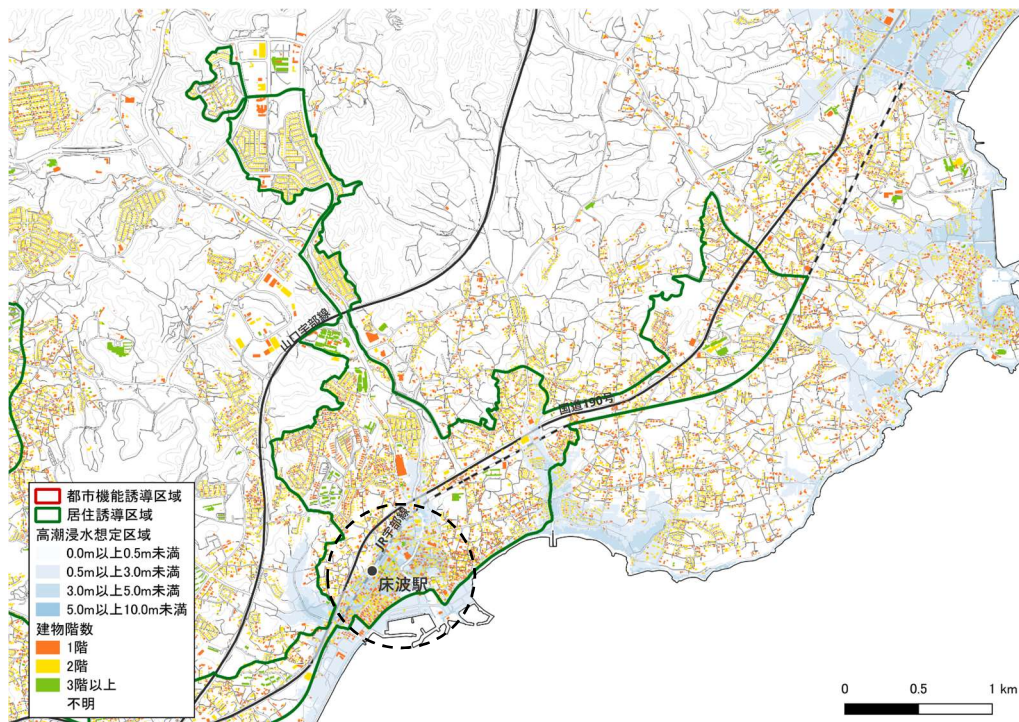 山口宇部線
国道190号
JR宇部線
床波駅
都市機能誘導区域
居住誘導区域
高潮浸水想定区域
0.0m以上0.5m未満
0.5m以上3.0m未満
3.0m以上5.0m未満
5.0m以上10.0m未満
建物階数
1階
2階
3階以上
不明
0 0.5 1 km